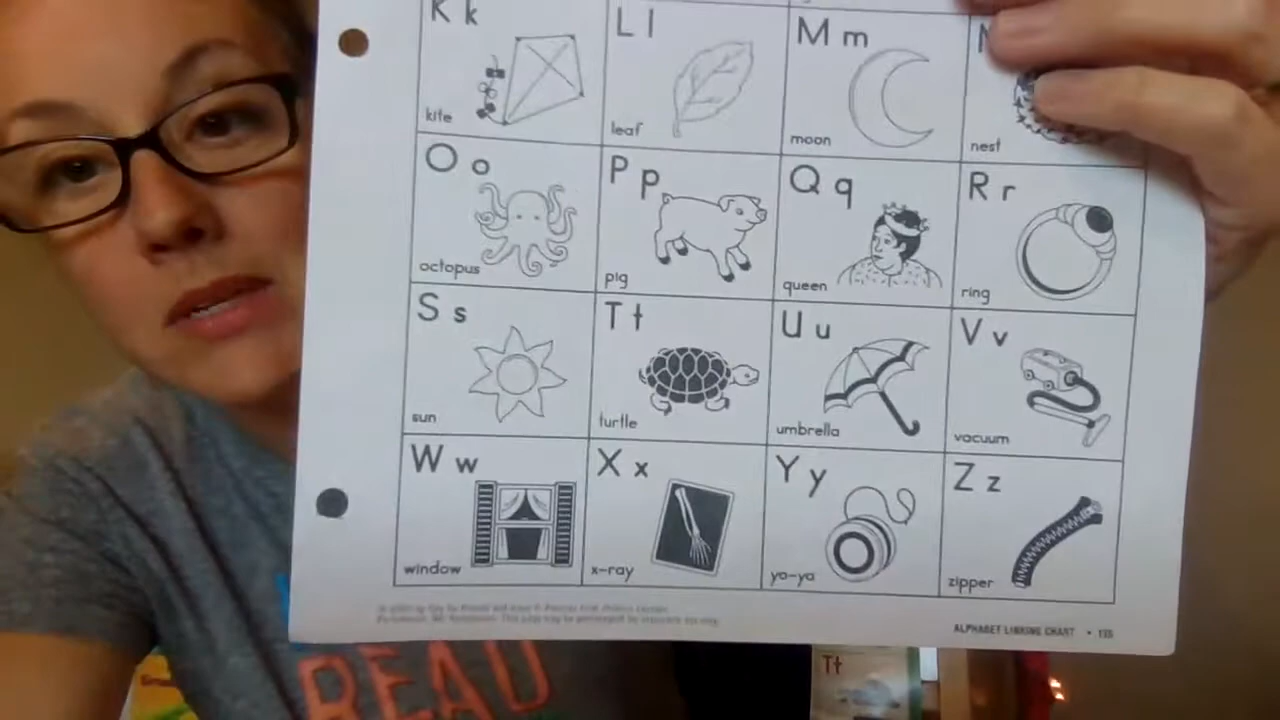 K k
kite
L l
leaf
M m
moon
N
nest
O o
octopus
P p
pig
Q q
queen
R r
ring
S s
sun
T t
turtle
U u
umbrella
V v
vacuum
W w
window
X x
x-ray
Y y
yo-yo
Z z
zipper
ALPHABET LINKING CHART • 135
READ
Tt